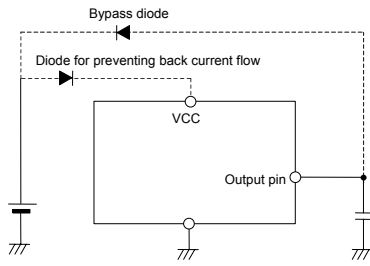 Bypass diode
Diode for preventing back current flow
VCC
Output pin